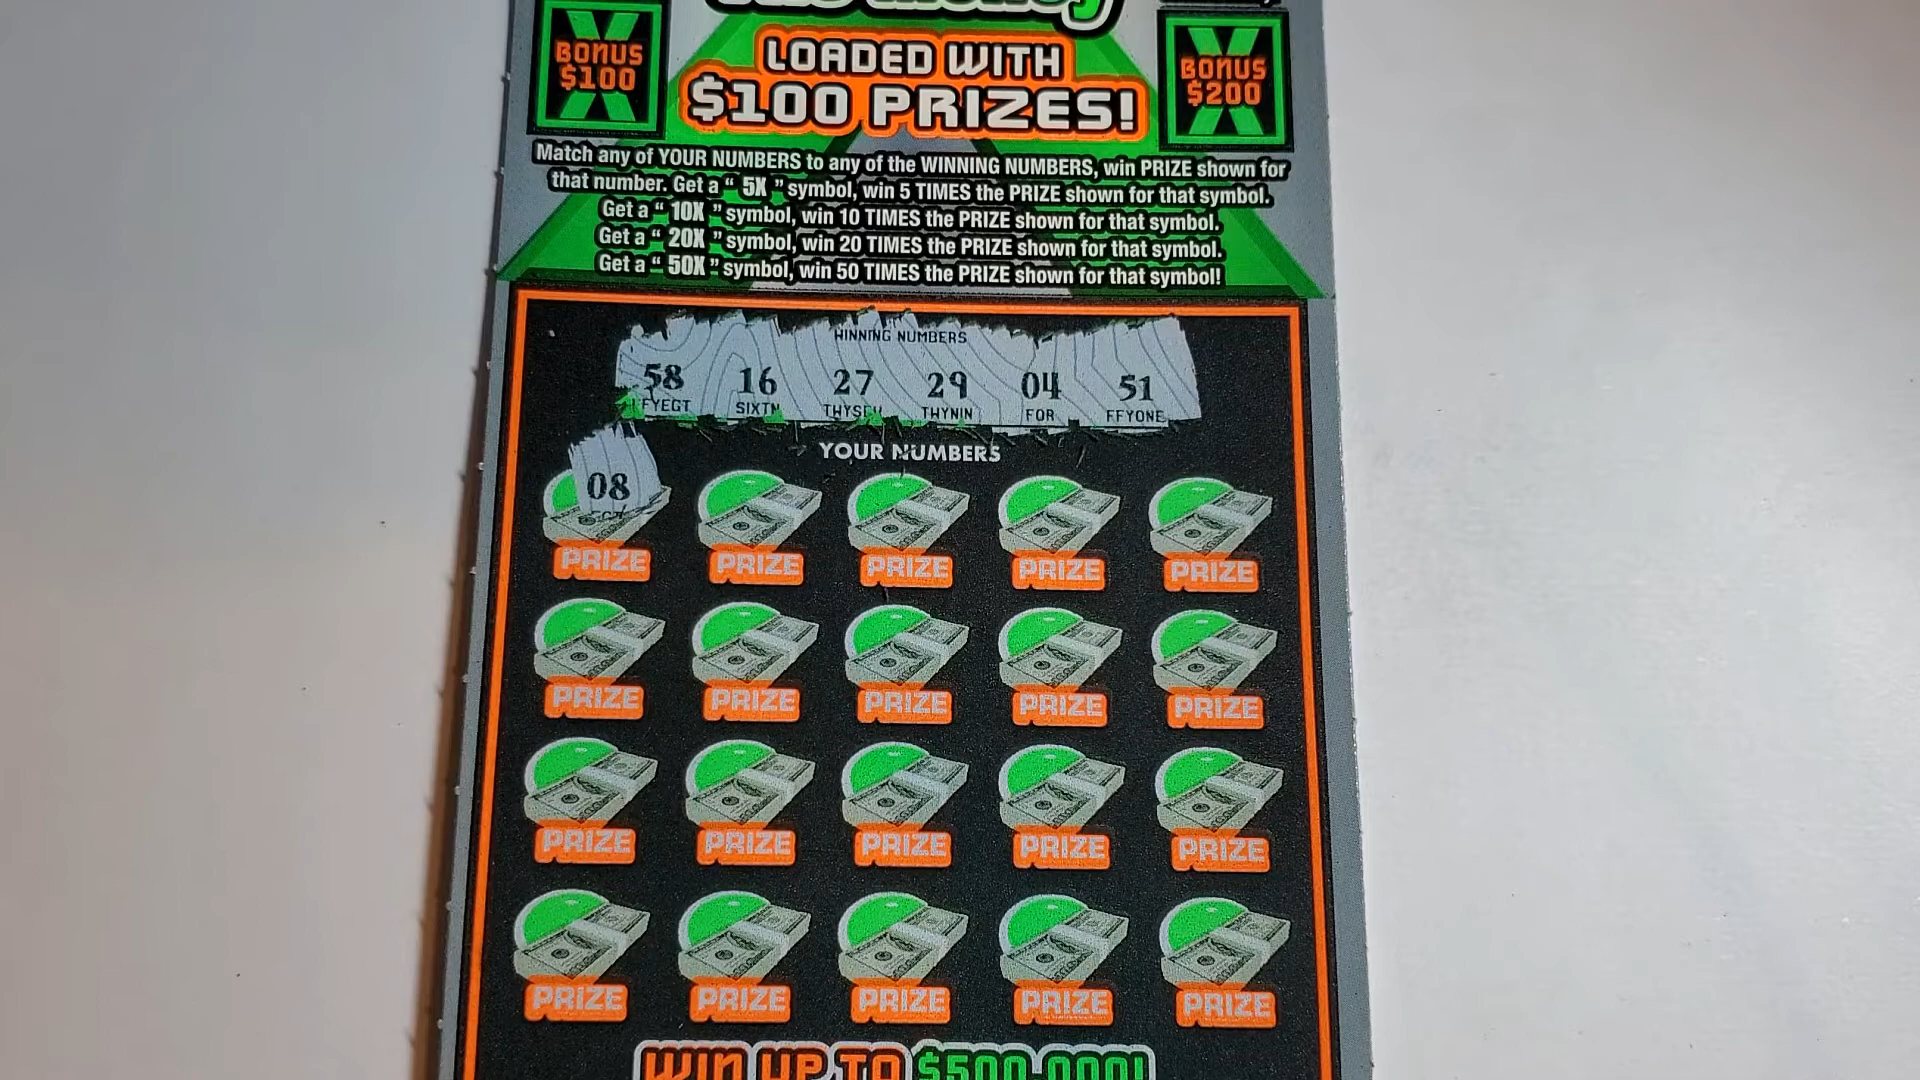 BONUS
$100
LOADED WITH
$100 PRIZES!
BONUS
$200
Match any of YOUR NUMBERS to any of the WINNING NUMBERS, win PRIZE shown for
that number. Get a “ 5X ” symbol, win 5 TIMES the PRIZE shown for that symbol.
Get a “ 10X ” symbol, win 10 TIMES the PRIZE shown for that symbol.
Get a “ 20X ” symbol, win 20 TIMES the PRIZE shown for that symbol.
Get a “ 50X ” symbol, win 50 TIMES the PRIZE shown for that symbol!
WINNING NUMBERS
58 16 27 29 04 51
FFYEGT SIXTN THYNIN FOR FFYONE
YOUR NUMBERS
08
PRIZE PRIZE PRIZE PRIZE PRIZE
PRIZE PRIZE PRIZE PRIZE PRIZE
PRIZE PRIZE PRIZE PRIZE PRIZE
PRIZE PRIZE PRIZE PRIZE PRIZE
WIN UP TO $500,000!